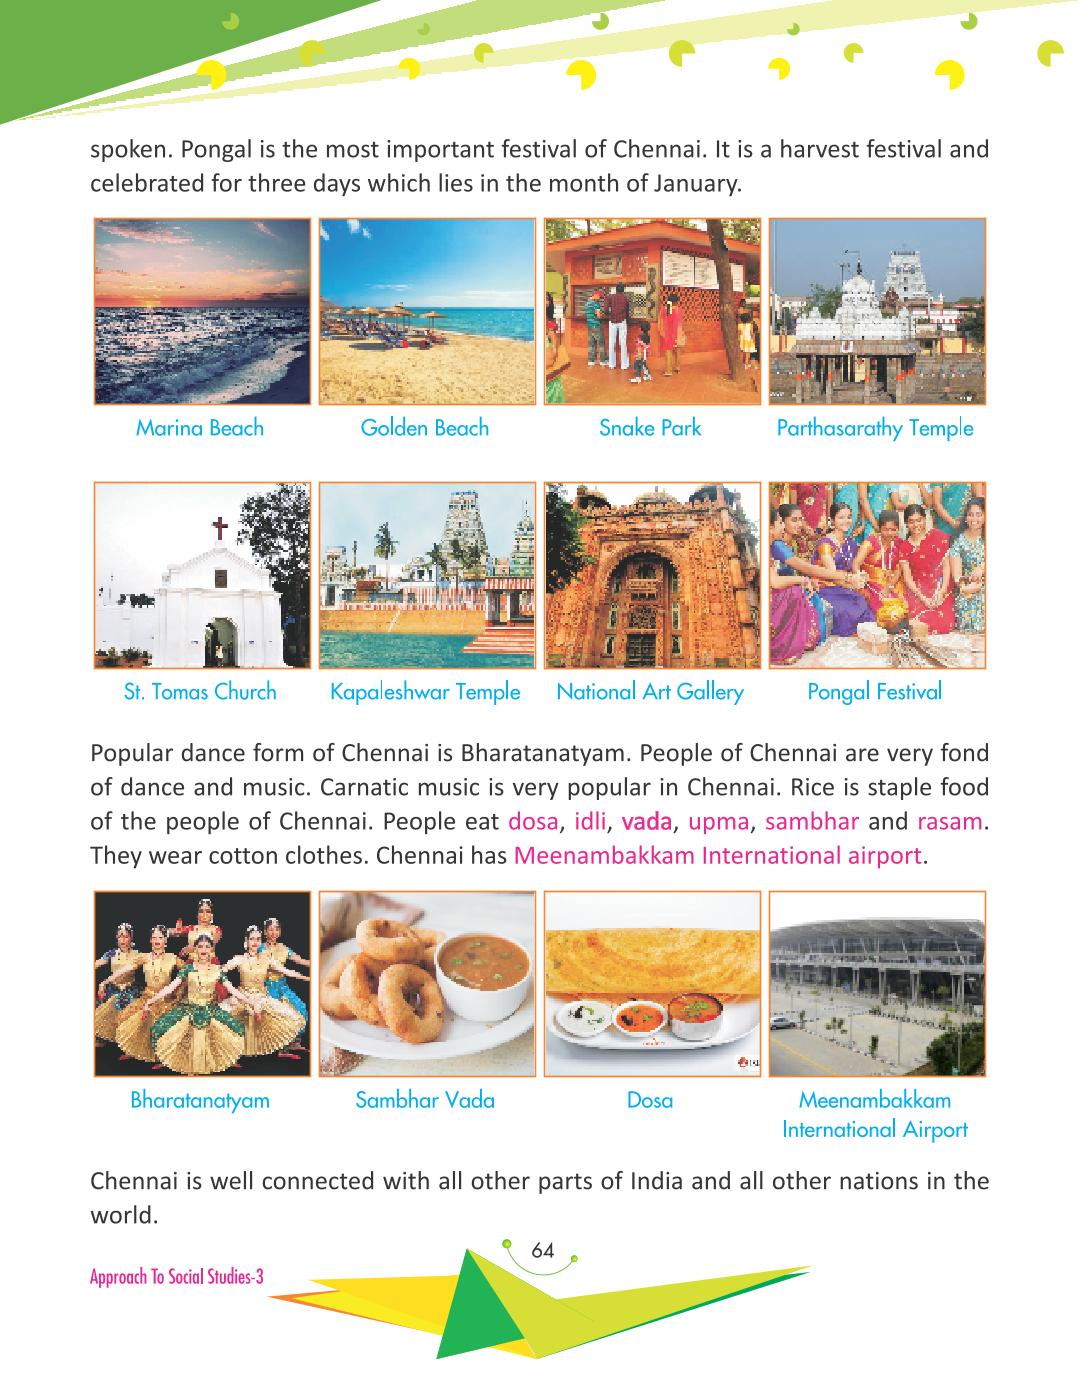 spoken. Pongal is the most important festival of Chennai. It is a harvest festival and
celebrated for three days which lies in the month of January.
Marina Beach
Golden Beach
Snake Park
Parthasarathy Temple
St. Tomas Church
Kapaleshwar Temple
National Art Gallery
Pongal Festival
Popular dance form of Chennai is Bharatanatyam. People of Chennai are very fond
of dance and music. Carnatic music is very popular in Chennai. Rice is staple food
of the people of Chennai. People eat dosa, idli, vada, upma, sambhar and rasam.
They wear cotton clothes. Chennai has Meenambakkam International airport.
Bharatanatyam
Sambhar Vada
Dosa
Meenambakkam
International Airport
Chennai is well connected with all other parts of India and all other nations in the
world.
64
Approach To Social Studies-3